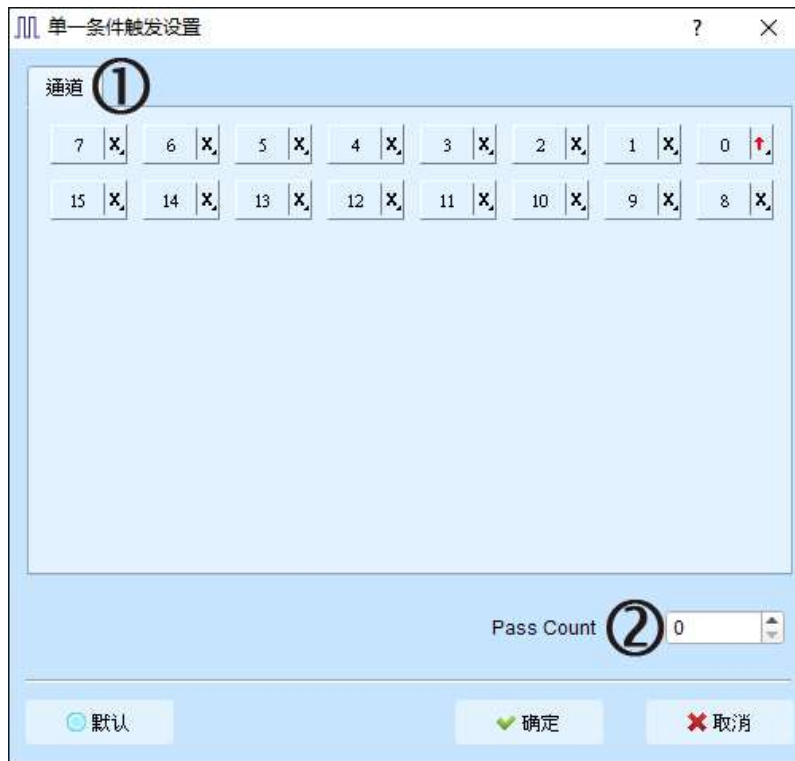 单一条件触发设置 ? ×
通道 ①
7 X 6 X 5 X 4 X 3 X 2 X 1 X 0 ↑
15 X 14 X 13 X 12 X 11 X 10 X 9 X 8 X
Pass Count ② 0
默认 确定 取消